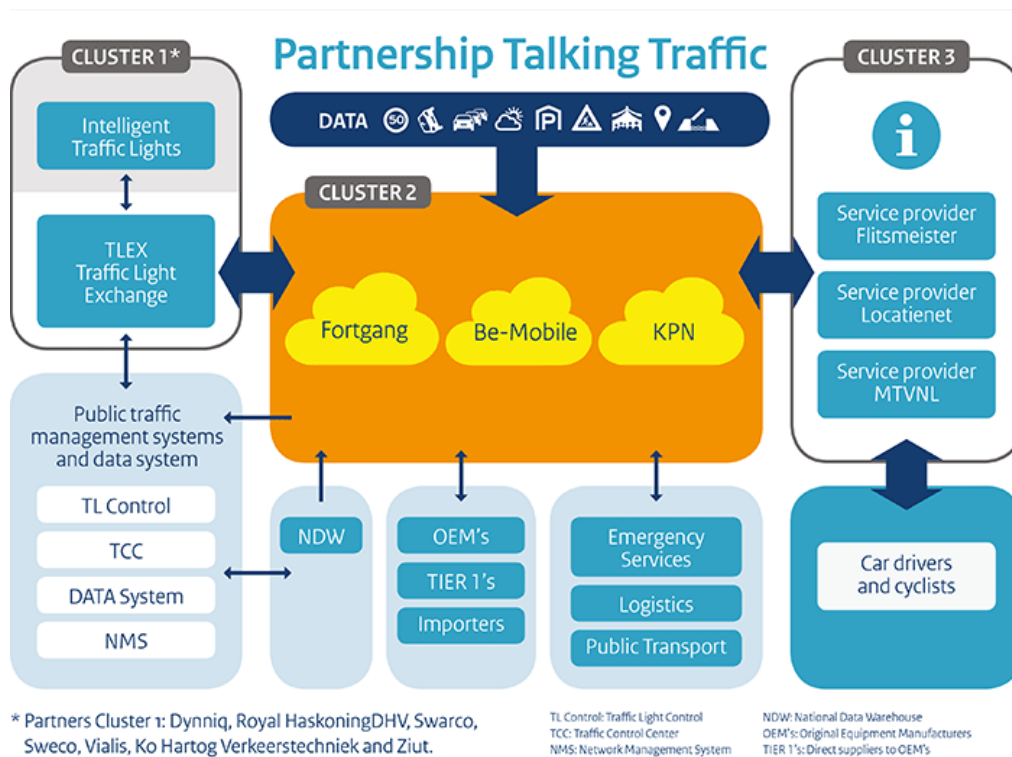 Partnership Talking Traffic
CLUSTER 1*
Intelligent
Traffic Lights
TLEX
Traffic Light
Exchange
DATA
50
P
CLUSTER 2
Fortgang
Be-Mobile
KPN
CLUSTER 3
i
Service provider
Flitsmeister
Service provider
Locatienet
Service provider
MTVNL
Public traffic
management systems
and data system
TL Control
TCC
DATA System
NMS
NDW
OEM's
TIER 1's
Importers
Emergency
Services
Logistics
Public Transport
Car drivers
and cyclists
* Partners Cluster 1: Dynniq, Royal HaskoningDHV, Swarco,
Sweco, Vialis, Ko Hartog Verkeerstechniek and Ziut.
TL Control: Traffic Light Control
TCC: Traffic Control Center
NMS: Network Management System
NDW: National Data Warehouse
OEM's: Original Equipment Manufacturers
TIER 1's: Direct suppliers to OEM's